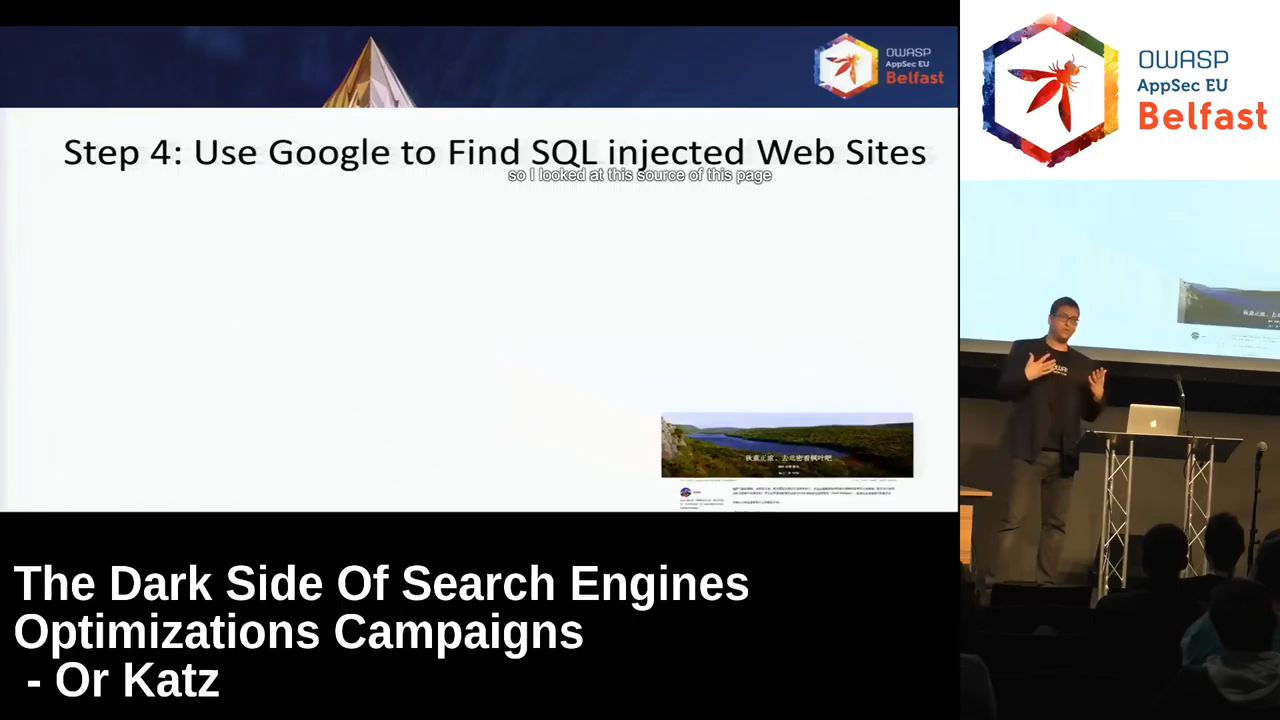 OWASP
AppSec EU
Belfast
Step 4: Use Google to Find SQL injected Web Sites
so I looked at this source of this page
OWASP
AppSec EU
Belfast
The Dark Side Of Search Engines
Optimizations Campaigns
- Or Katz